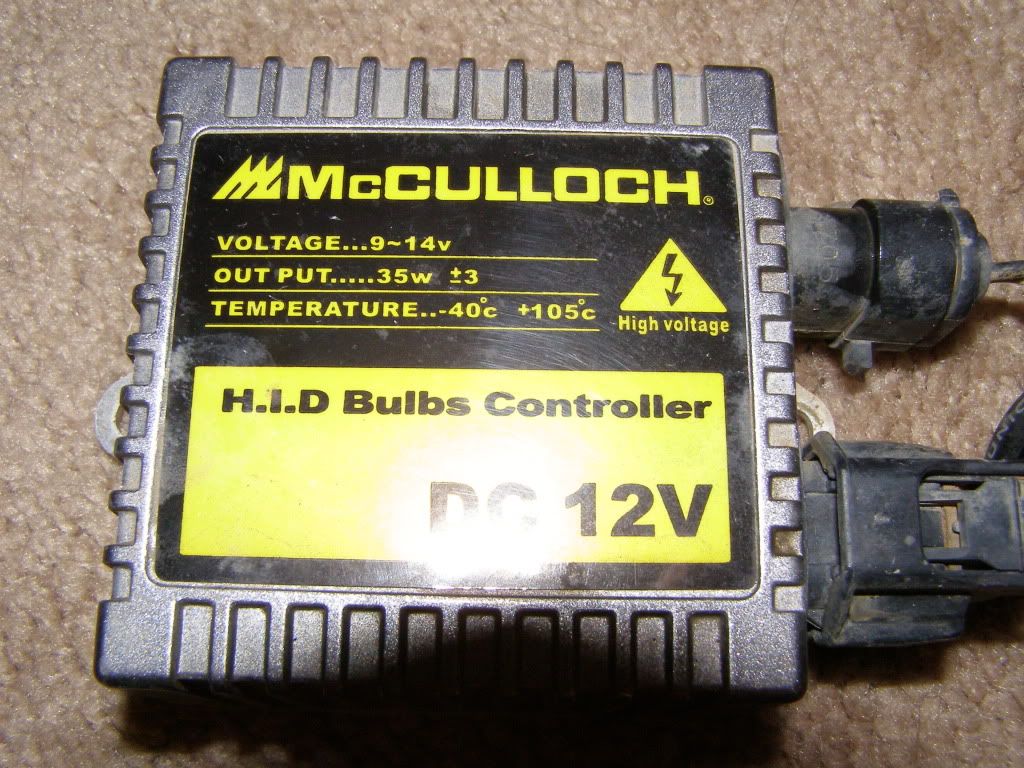 McCULLOCH®
VOLTAGE...9~14v
OUT PUT.....35w ±3
TEMPERATURE..-40°c +105°c
High voltage
H.I.D Bulbs Controller
DC 12V